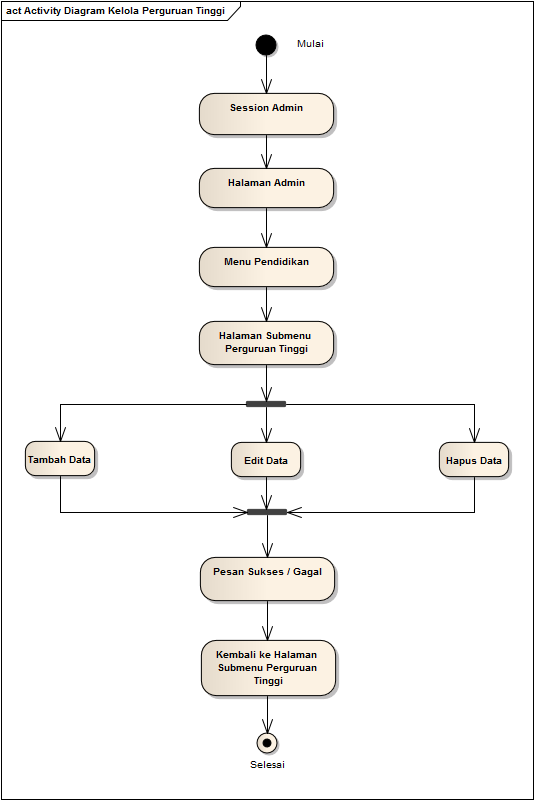 act Activity Diagram Kelola Perguruan Tinggi
Mulai
Session Admin
Halaman Admin
Menu Pendidikan
Halaman Submenu
Perguruan Tinggi
Tambah Data
Edit Data
Hapus Data
Pesan Sukses / Gagal
Kembali ke Halaman
Submenu Perguruan
Tinggi
Selesai